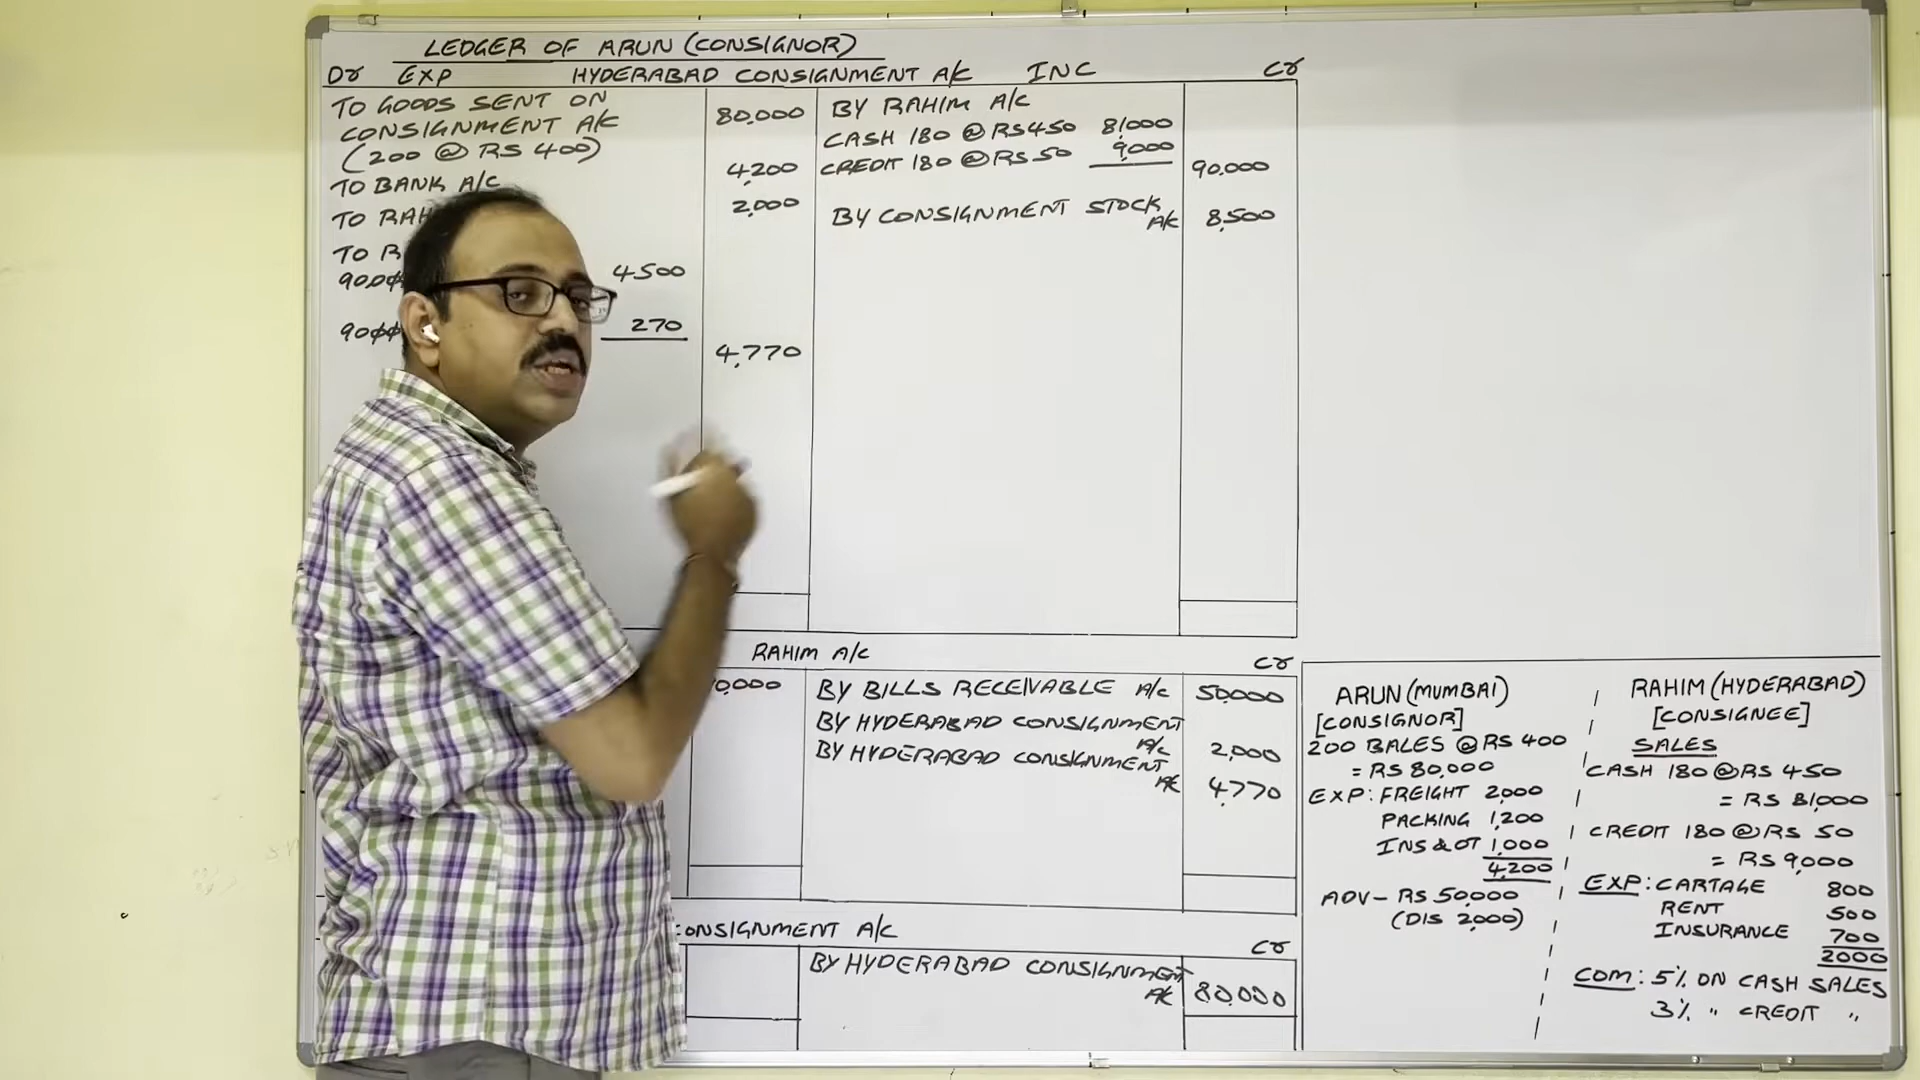 LEDGER OF ARUN (CONSIGNOR)
Dr EXP HYDERABAD CONSIGNMENT A/c INC Cr
TO GOODS SENT ON
CONSIGNMENT A/c
(200 @ RS 400)
80,000
TO BANK A/c
4,200
TO RAH
2,000
4500
270
4,770
BY RAHIM A/c
CASH 180 @ RS 450 81,000
CREDIT 180 @ RS 50 9,000
90,000
BY CONSIGNMENT STOCK
A/c 8,500
RAHIM A/c Cr
0,000
BY BILLS RECEIVABLE A/c 50,000
BY HYDERABAD CONSIGNMENT
A/c 2,000
BY HYDERABAD CONSIGNMENT
A/c 4,770
CONSIGNMENT A/c Cr
BY HYDERABAD CONSIGNMENT
A/c 80,000
ARUN (MUMBAI)
[CONSIGNOR]
200 BALES @ RS 400
= RS 80,000
EXP: FREIGHT 2,000
PACKING 1,200
INS & OT 1,000
4,200
ADV - RS 50,000
(DIS 2,000)
RAHIM (HYDERABAD)
[CONSIGNEE]
SALES
CASH 180 @ RS 450
= RS 81,000
CREDIT 180 @ RS 50
= RS 9,000
EXP: CARTAGE 800
RENT 500
INSURANCE 700
2000
COM: 5% ON CASH SALES
3% " CREDIT "